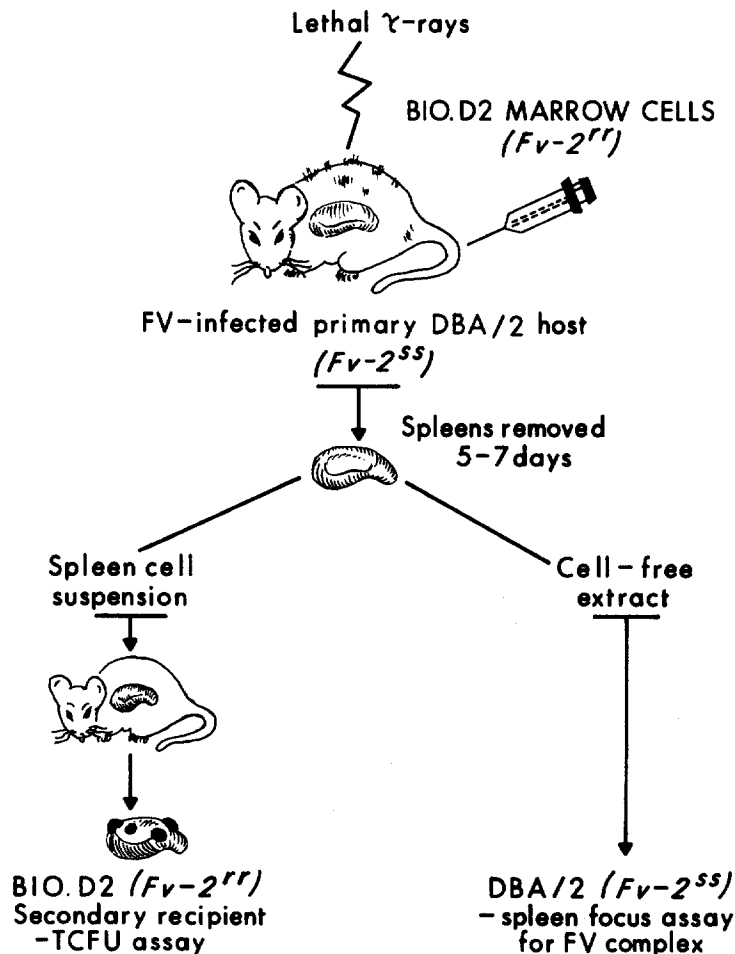 Lethal γ-rays
BIO.D2 MARROW CELLS
(Fv-2rr)
FV-infected primary DBA/2 host
(Fv-2ss)
Spleens removed
5-7days
Spleen cell
suspension
Cell-free
extract
BIO.D2 (Fv-2rr)
Secondary recipient
-TCFU assay
DBA/2 (Fv-2ss)
-spleen focus assay
for FV complex